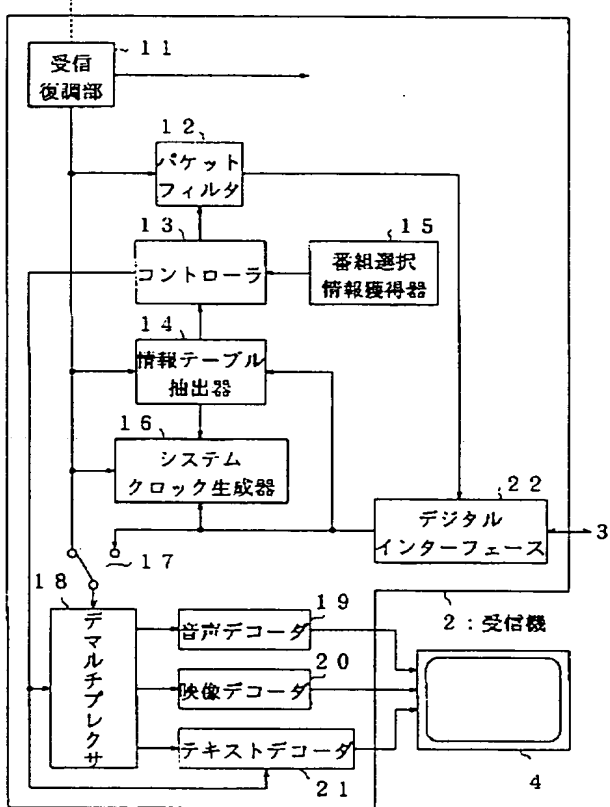 １１
受信
復調部
１２
パケット
フィルタ
１３
コントローラ
１５
番組選択
情報獲得器
１４
情報テーブル
抽出器
１６
システム
クロック生成器
２２
デジタル
インターフェース
３
１７
１８
デマルチプレクサ
１９
音声デコーダ
２：受信機
２０
映像デコーダ
テキストデコーダ
２１
４